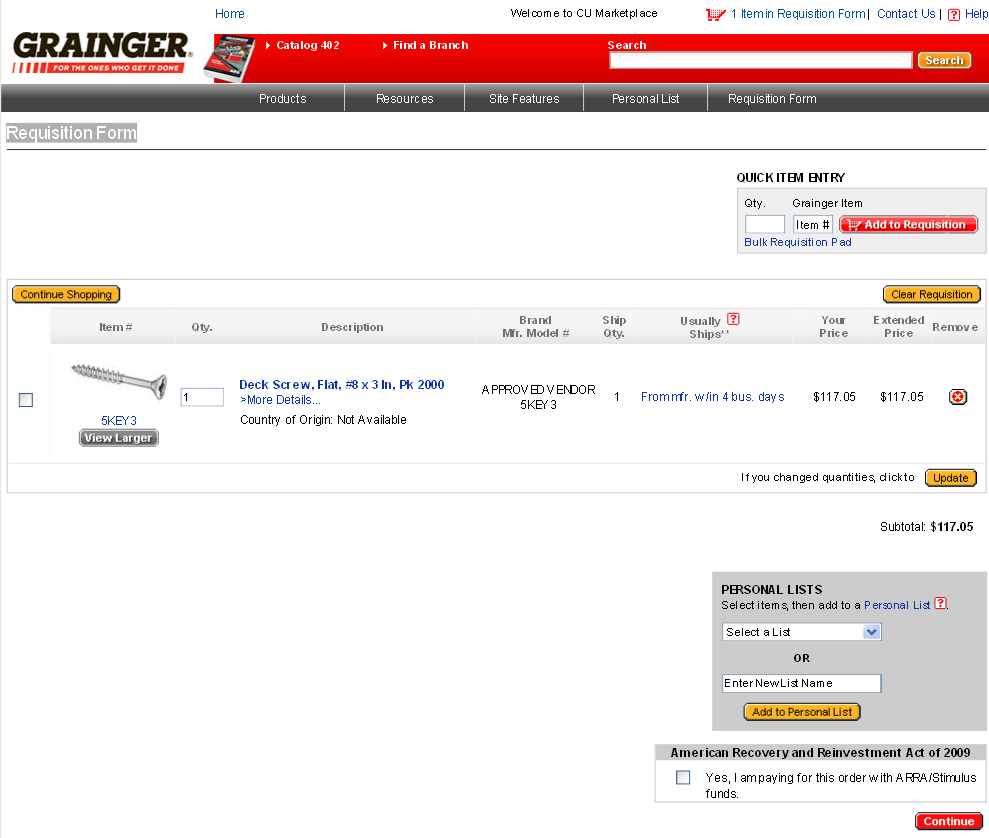 Home
Welcome to CU Marketplace
1 Item in Requisition Form | Contact Us | ? Help
GRAINGER®
FOR THE ONES WHO GET IT DONE
Catalog 402
Find a Branch
Search
Search
Products
Resources
Site Features
Personal List
Requisition Form
Requisition Form
QUICK ITEM ENTRY
Qty. Grainger Item
Item # Add to Requisition
Bulk Requisition Pad
Continue Shopping
Clear Requisition
Item # Qty. Description Brand Mfr. Model # Ship Qty. Usually ? Ships** Your Price Extended Price Remove
5KEY3
View Larger
1
Deck Screw, Flat, #8 x 3 In, Pk 2000
>More Details...
Country of Origin: Not Available
APPROVED VENDOR
5KEY3
1
From mfr. w/in 4 bus. days
$117.05
$117.05
If you changed quantities, click to Update
Subtotal: $117.05
PERSONAL LISTS
Select items, then add to a Personal List ?.
Select a List
OR
Enter New List Name
Add to Personal List
American Recovery and Reinvestment Act of 2009
Yes, I am paying for this order with ARRA/Stimulus
funds.
Continue